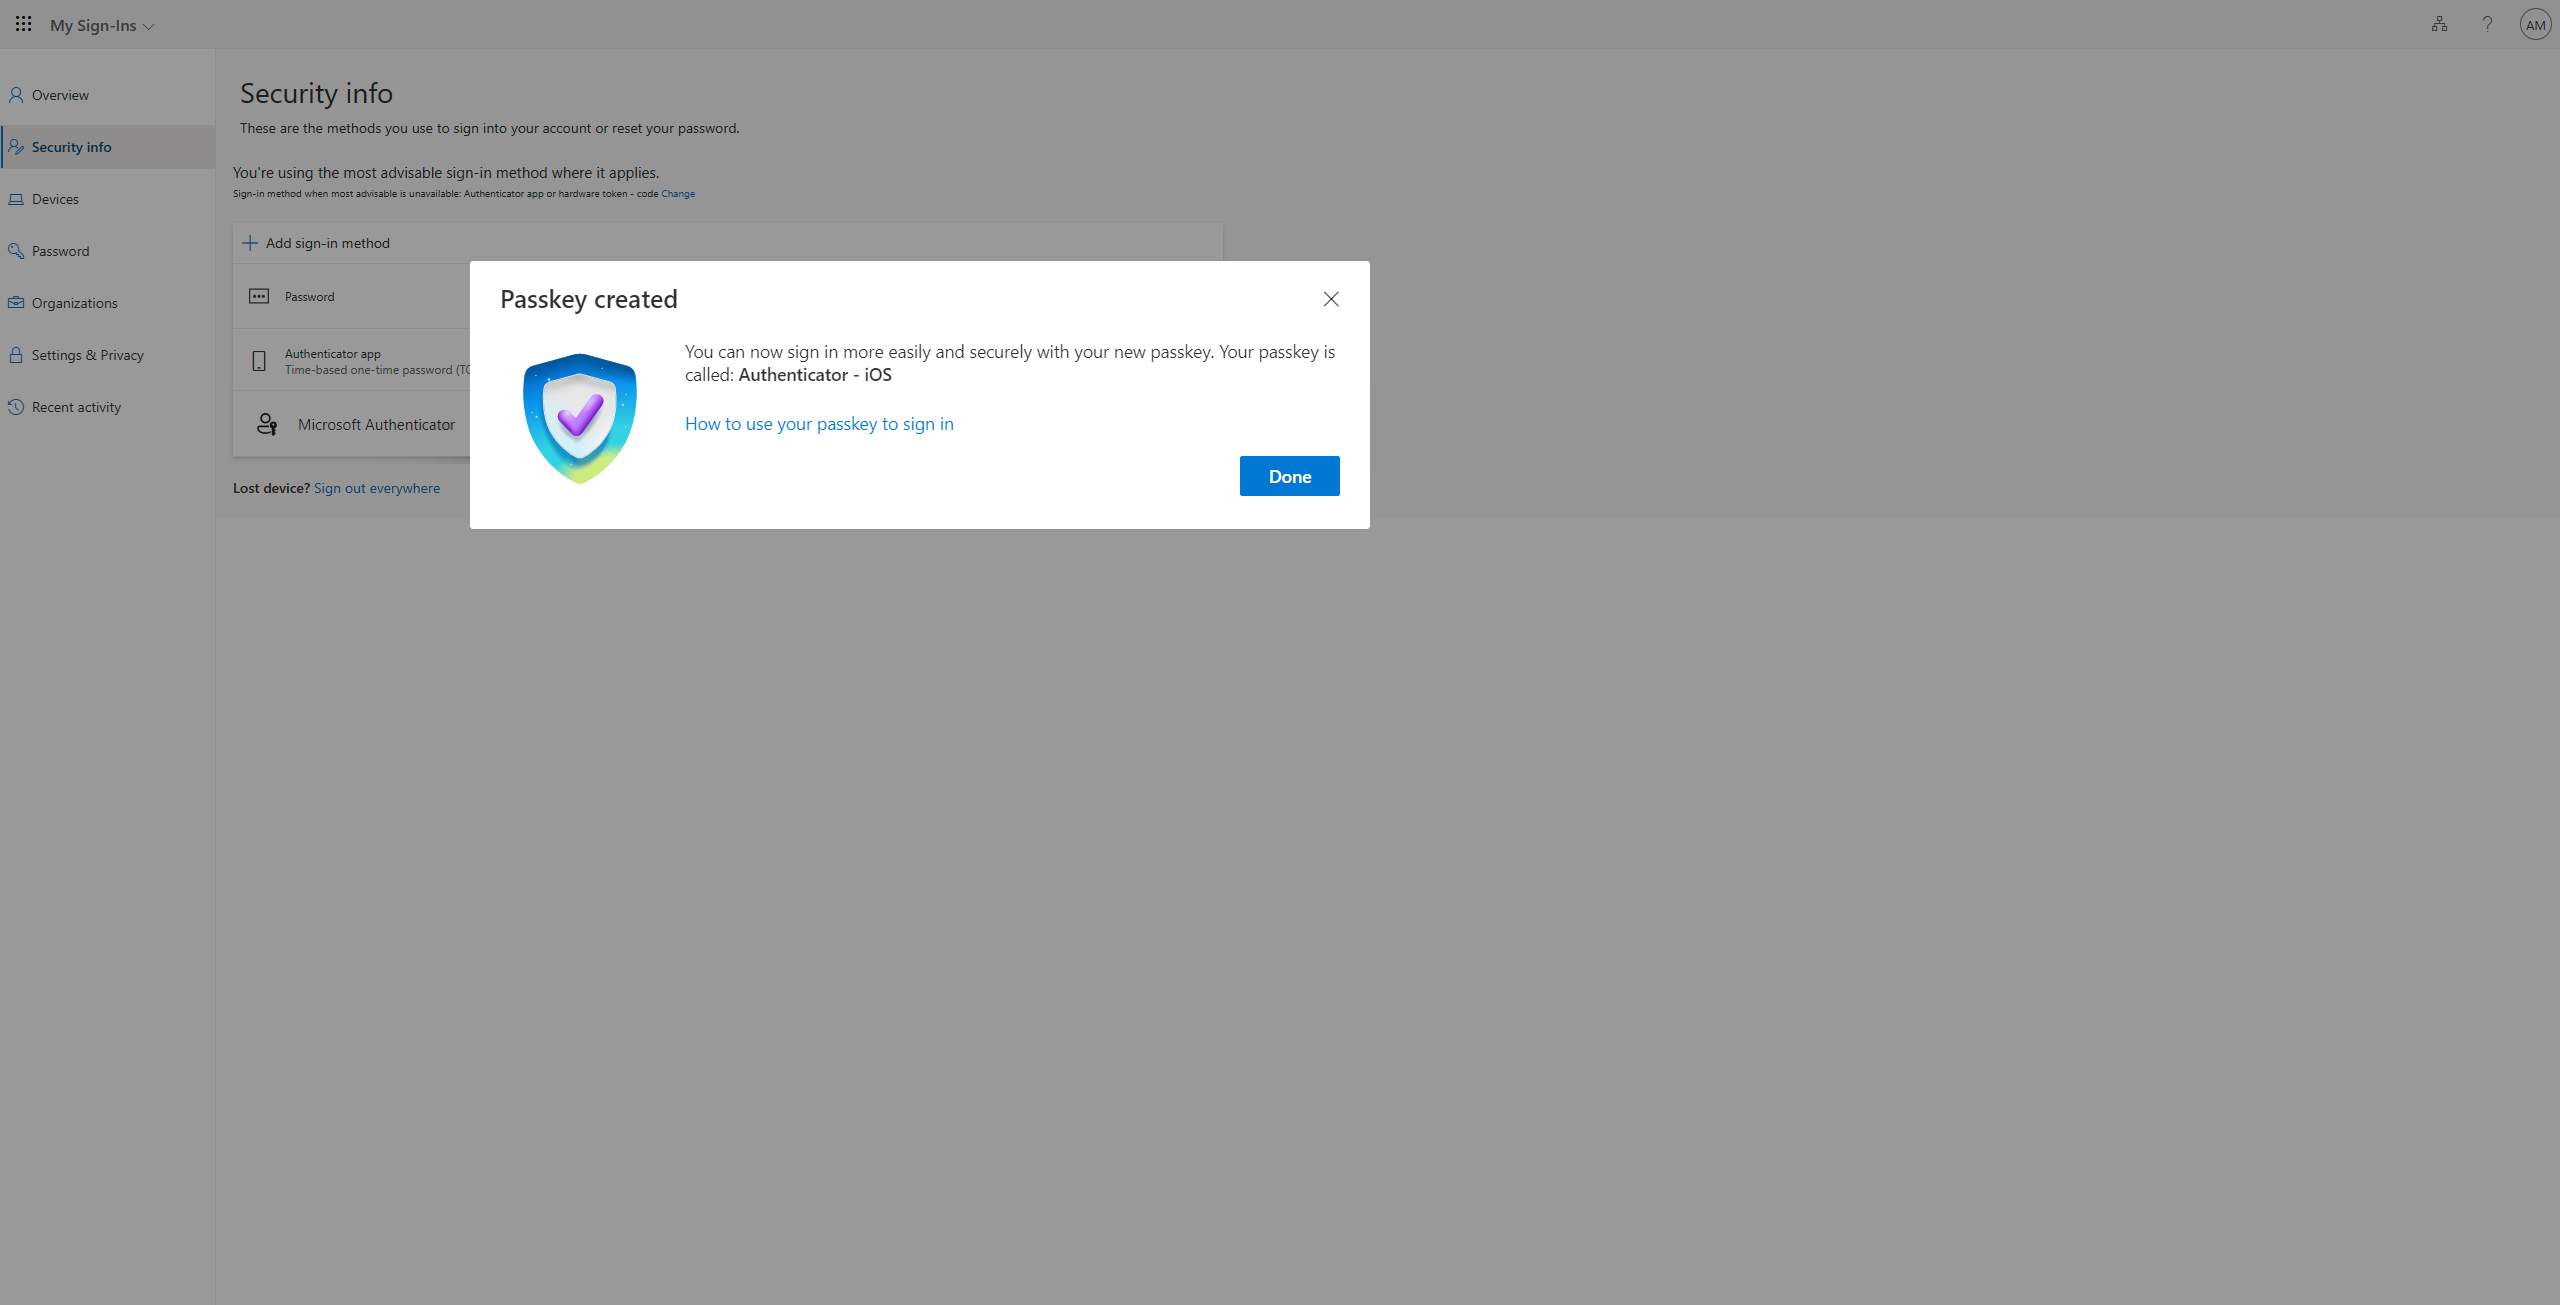 My Sign-Ins
?
AM
Overview
Security info
Devices
Password
Organizations
Settings & Privacy
Recent activity
Security info
These are the methods you use to sign into your account or reset your password.
You're using the most advisable sign-in method where it applies.
Sign-in method when most advisable is unavailable: Authenticator app or hardware token - code Change
Add sign-in method
Password
Authenticator app
Time-based one-time password (TO
Microsoft Authenticator
Lost device? Sign out everywhere
Passkey created
You can now sign in more easily and securely with your new passkey. Your passkey is
called: Authenticator - iOS
How to use your passkey to sign in
Done